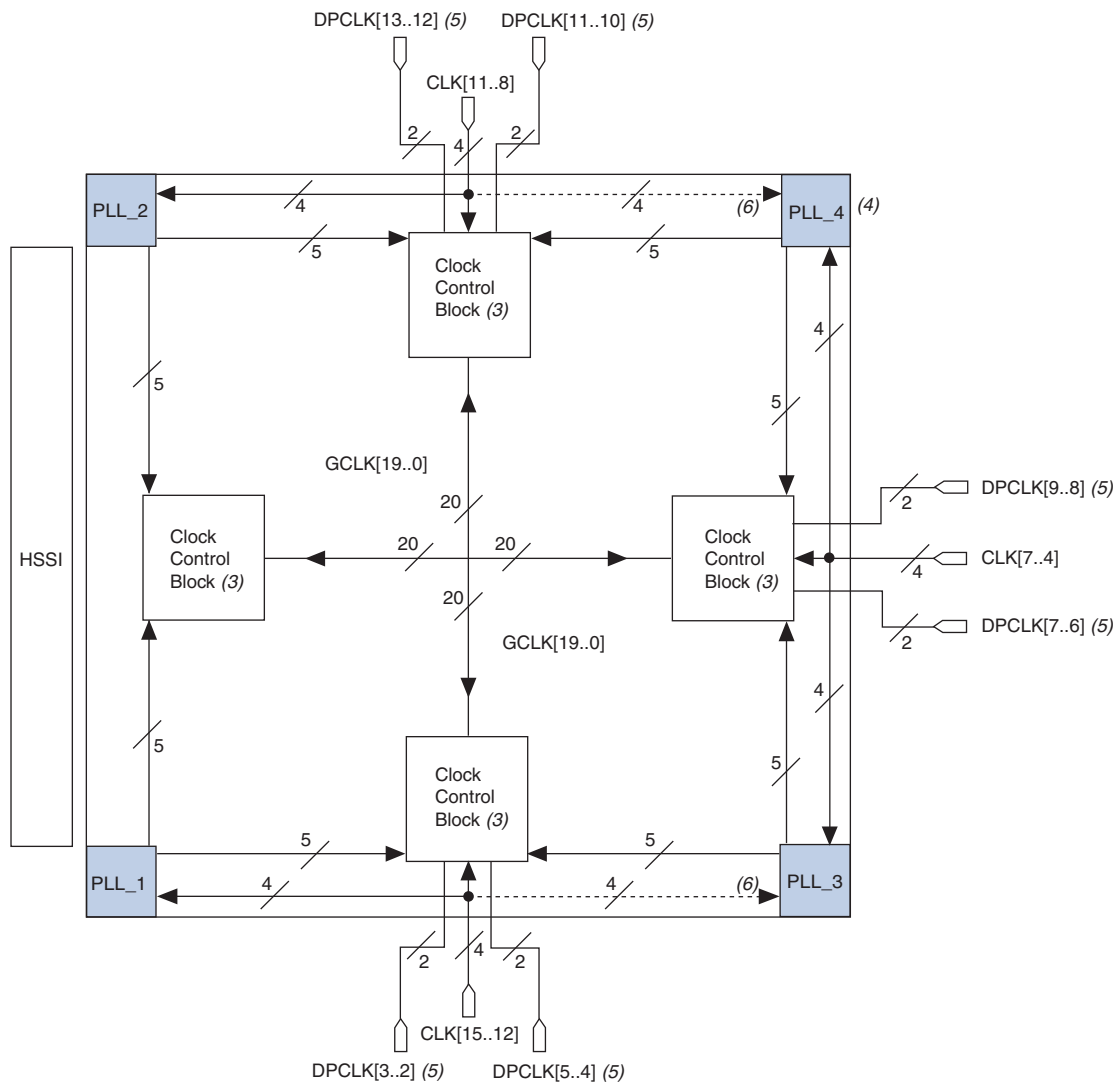 DPCLK[13..12] (5)
DPCLK[11..10] (5)
CLK[11..8]
2
4
2
PLL_2
4
4
(6)
PLL_4
(4)
5
5
Clock
Control
Block (3)
4
5
5
GCLK[19..0]
20
DPCLK[9..8] (5)
2
HSSI
Clock
Control
Block (3)
20
20
Clock
Control
Block (3)
4
CLK[7..4]
20
DPCLK[7..6] (5)
2
GCLK[19..0]
4
5
5
Clock
Control
Block (3)
5
5
PLL_1
4
4
(6)
PLL_3
2
4
2
CLK[15..12]
DPCLK[3..2] (5)
DPCLK[5..4] (5)